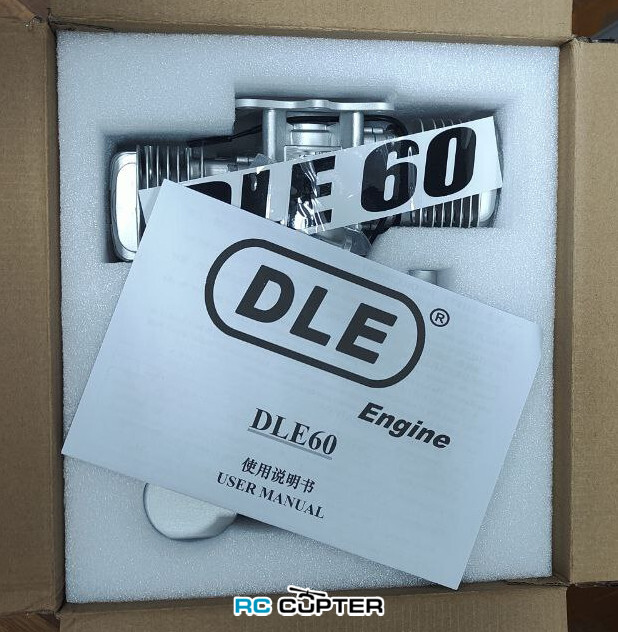 DLE 60
DLE®
Engine
DLE60
使用说明书
USER MANUAL
RC COPTER